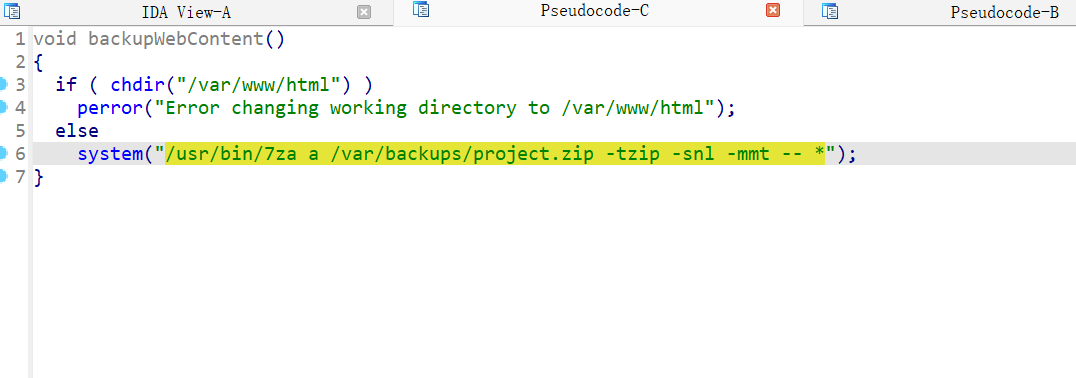 IDA View-A Pseudocode-C Pseudocode-B
1 void backupWebContent()
2 {
3   if ( chdir("/var/www/html") )
4     perror("Error changing working directory to /var/www/html");
5   else
6     system("/usr/bin/7za a /var/backups/project.zip -tzip -snl -mmt -- *");
7 }